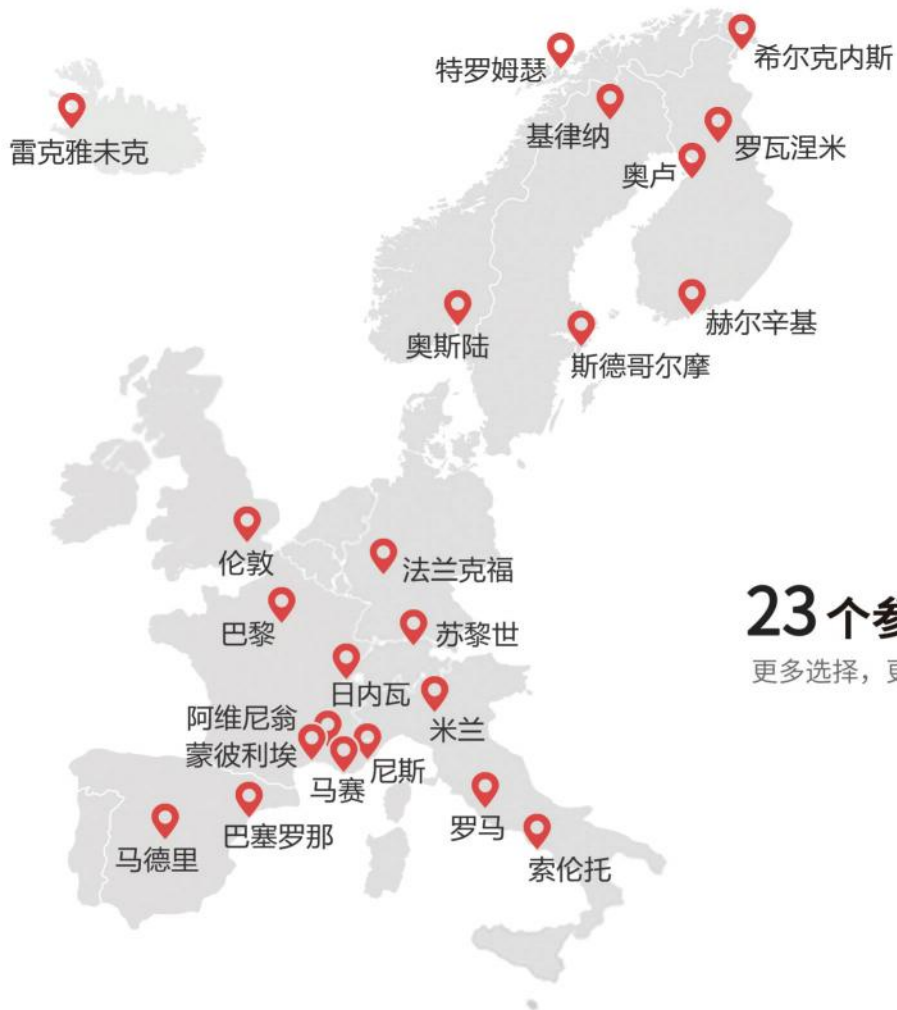 希尔克内斯
特罗姆瑟
基律纳
罗瓦涅米
雷克雅未克
奥卢
赫尔辛基
奥斯陆
斯德哥尔摩
伦敦
法兰克福
巴黎
苏黎世
23个参
更多选择，更
日内瓦
阿维尼翁
米兰
蒙彼利埃
尼斯
马赛
罗马
巴塞罗那
马德里
索伦托